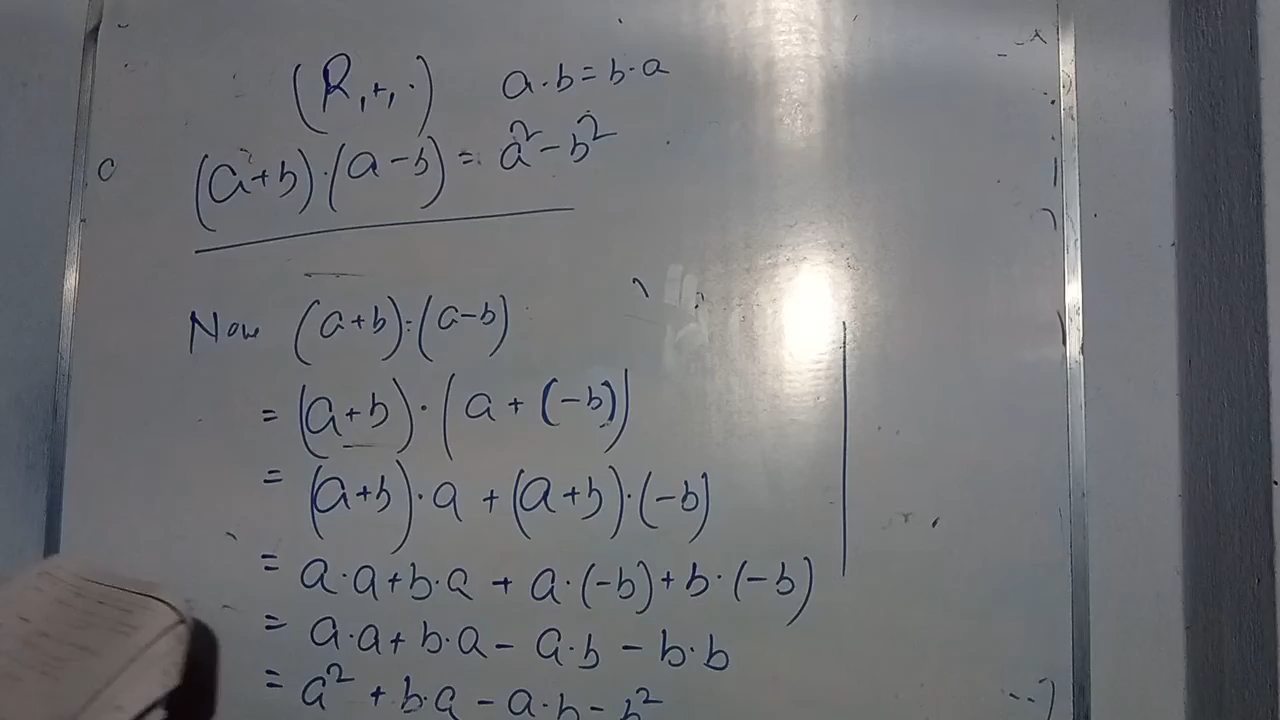 (R,+,·) a·b=b·a
(a+b)·(a-b) = a²-b²
Now (a+b)·(a-b)
= (a+b)·(a+(-b))
= (a+b)·a+(a+b)·(-b)
= a·a+b·a+a·(-b)+b·(-b)
= a·a+b·a-a·b-b·b
= a²+b·a-a·b-b²